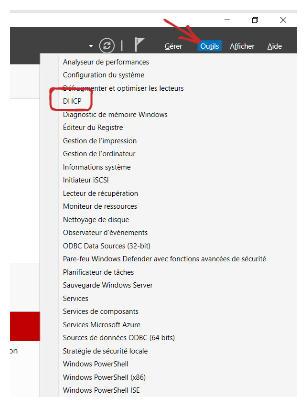 Gérer Outils Afficher Aide
Analyseur de performances
Configuration du système
Défragmenter et optimiser les lecteurs
DHCP
Diagnostic de mémoire Windows
Éditeur du Registre
Gestion de l'impression
Gestion de l'ordinateur
Informations système
Initiateur iSCSI
Lecteur de récupération
Moniteur de ressources
Nettoyage de disque
Observateur d'événements
ODBC Data Sources (32-bit)
Pare-feu Windows Defender avec fonctions avancées de sécurité
Planificateur de tâches
Sauvegarde Windows Server
Services
Services de composants
Services Microsoft Azure
Sources de données ODBC (64 bits)
Stratégie de sécurité locale
on
Windows PowerShell
Windows PowerShell (x86)
Windows PowerShell ISE